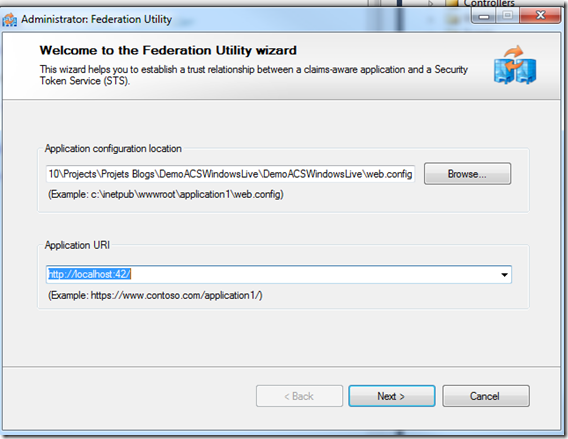 Controllers
Administrator: Federation Utility
Welcome to the Federation Utility wizard
This wizard helps you to establish a trust relationship between a claims-aware application and a Security
Token Service (STS).
Application configuration location
10\Projects\Projets Blogs\DemoACSWindowsLive\DemoACSWindowsLive\web.config
Browse...
(Example: c:\inetpub\wwwroot\application1\web.config)
Application URI
http://localhost:42/
(Example: https://www.contoso.com/application1/)
< Back
Next >
Cancel